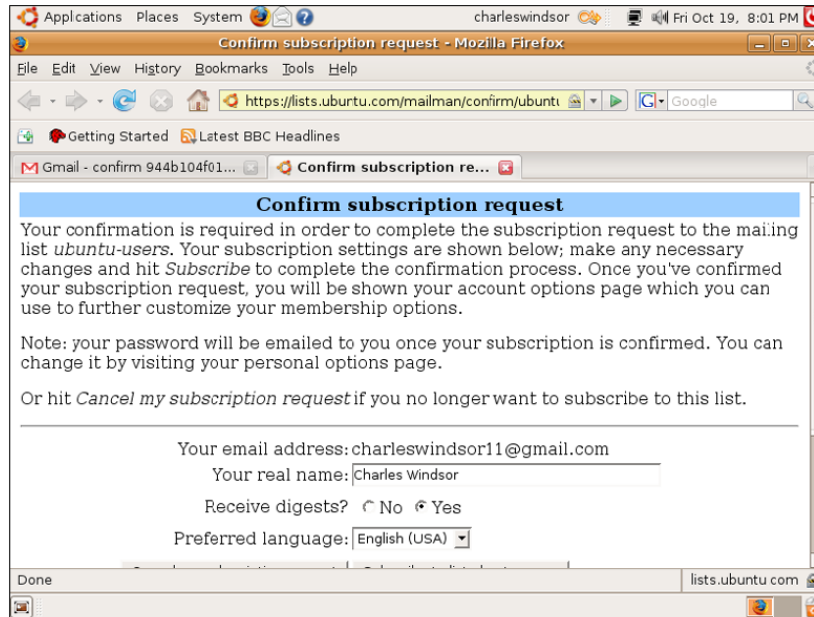 Applications Places System charleswindsor Fri Oct 19, 8:01 PM
Confirm subscription request - Mozilla Firefox
File Edit View History Bookmarks Tools Help
https://lists.ubuntu.com/mailman/confirm/ubuntu G Google
Getting Started Latest BBC Headlines
Gmail - confirm 944b104f01... Confirm subscription re...
Confirm subscription request
Your confirmation is required in order to complete the subscription request to the mailing
list ubuntu-users. Your subscription settings are shown below; make any necessary
changes and hit Subscribe to complete the confirmation process. Once you've confirmed
your subscription request, you will be shown your account options page which you can
use to further customize your membership options.
Note: your password will be emailed to you once your subscription is confirmed. You can
change it by visiting your personal options page.
Or hit Cancel my subscription request if you no longer want to subscribe to this list.
Your email address: charleswindsor11@gmail.com
Your real name: Charles Windsor
Receive digests? No Yes
Preferred language: English (USA)
Done lists.ubuntu.com